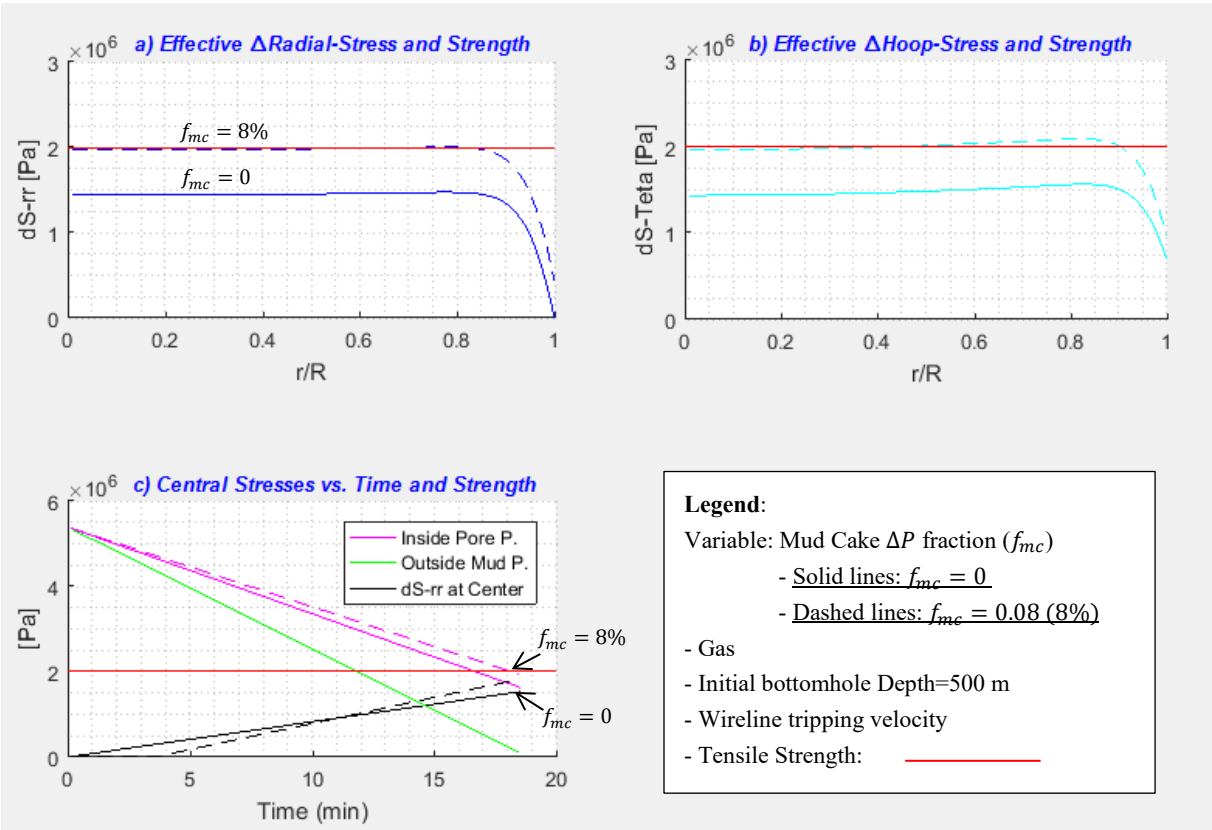 a) Effective ΔRadial-Stress and Strength
×10⁶
3
2
1
0
dS-rr [Pa]
f_mc = 8%
f_mc = 0
0 0.2 0.4 0.6 0.8 1
r/R
b) Effective ΔHoop-Stress and Strength
×10⁶
3
2
1
0
dS-Teta [Pa]
0 0.2 0.4 0.6 0.8 1
r/R
c) Central Stresses vs. Time and Strength
×10⁶
6
4
2
0
[Pa]
Inside Pore P.
Outside Mud P.
dS-rr at Center
f_mc = 8%
f_mc = 0
0 5 10 15 20
Time (min)
Legend:
Variable: Mud Cake ΔP fraction (f_mc)
- Solid lines: f_mc = 0
- Dashed lines: f_mc = 0.08 (8%)
- Gas
- Initial bottomhole Depth=500 m
- Wireline tripping velocity
- Tensile Strength: